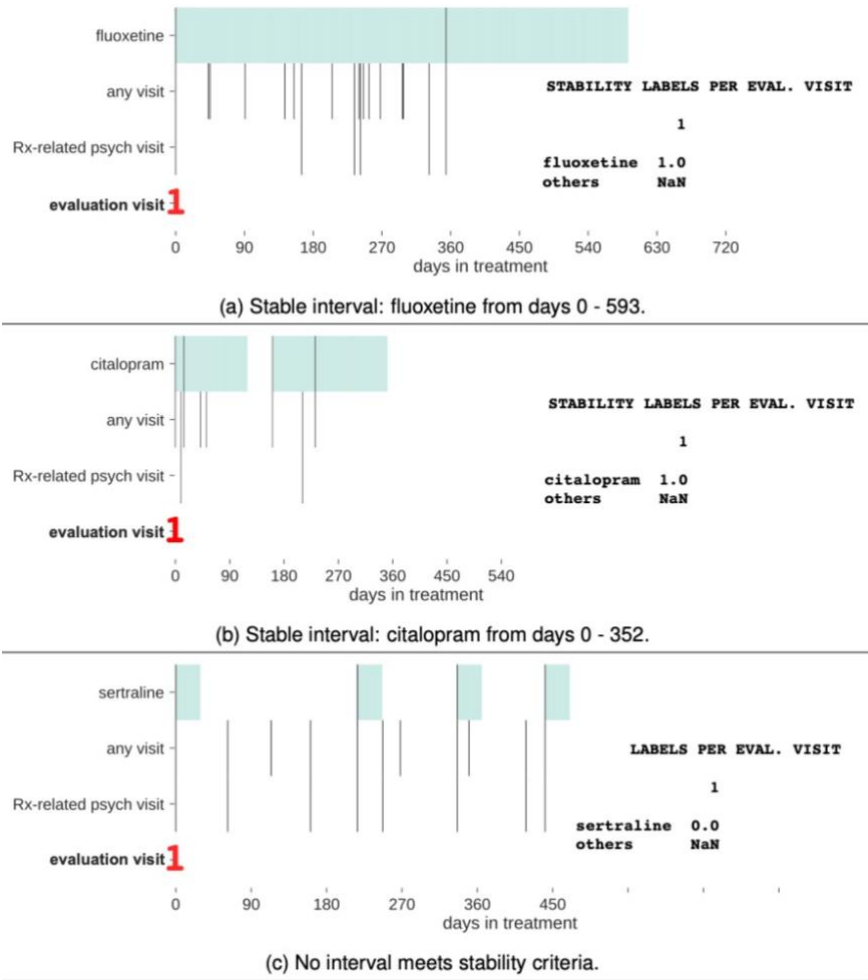 fluoxetine
any visit
STABILITY LABELS PER EVAL. VISIT
1
Rx-related psych visit
fluoxetine 1.0
others NaN
evaluation visit 1
0 90 180 270 360 450 540 630 720
days in treatment
(a) Stable interval: fluoxetine from days 0 - 593.
citalopram
STABILITY LABELS PER EVAL. VISIT
any visit
1
Rx-related psych visit
citalopram 1.0
others NaN
evaluation visit 1
0 90 180 270 360 450 540
days in treatment
(b) Stable interval: citalopram from days 0 - 352.
sertraline
any visit
LABELS PER EVAL. VISIT
1
Rx-related psych visit
sertraline 0.0
others NaN
evaluation visit 1
0 90 180 270 360 450
days in treatment
(c) No interval meets stability criteria.